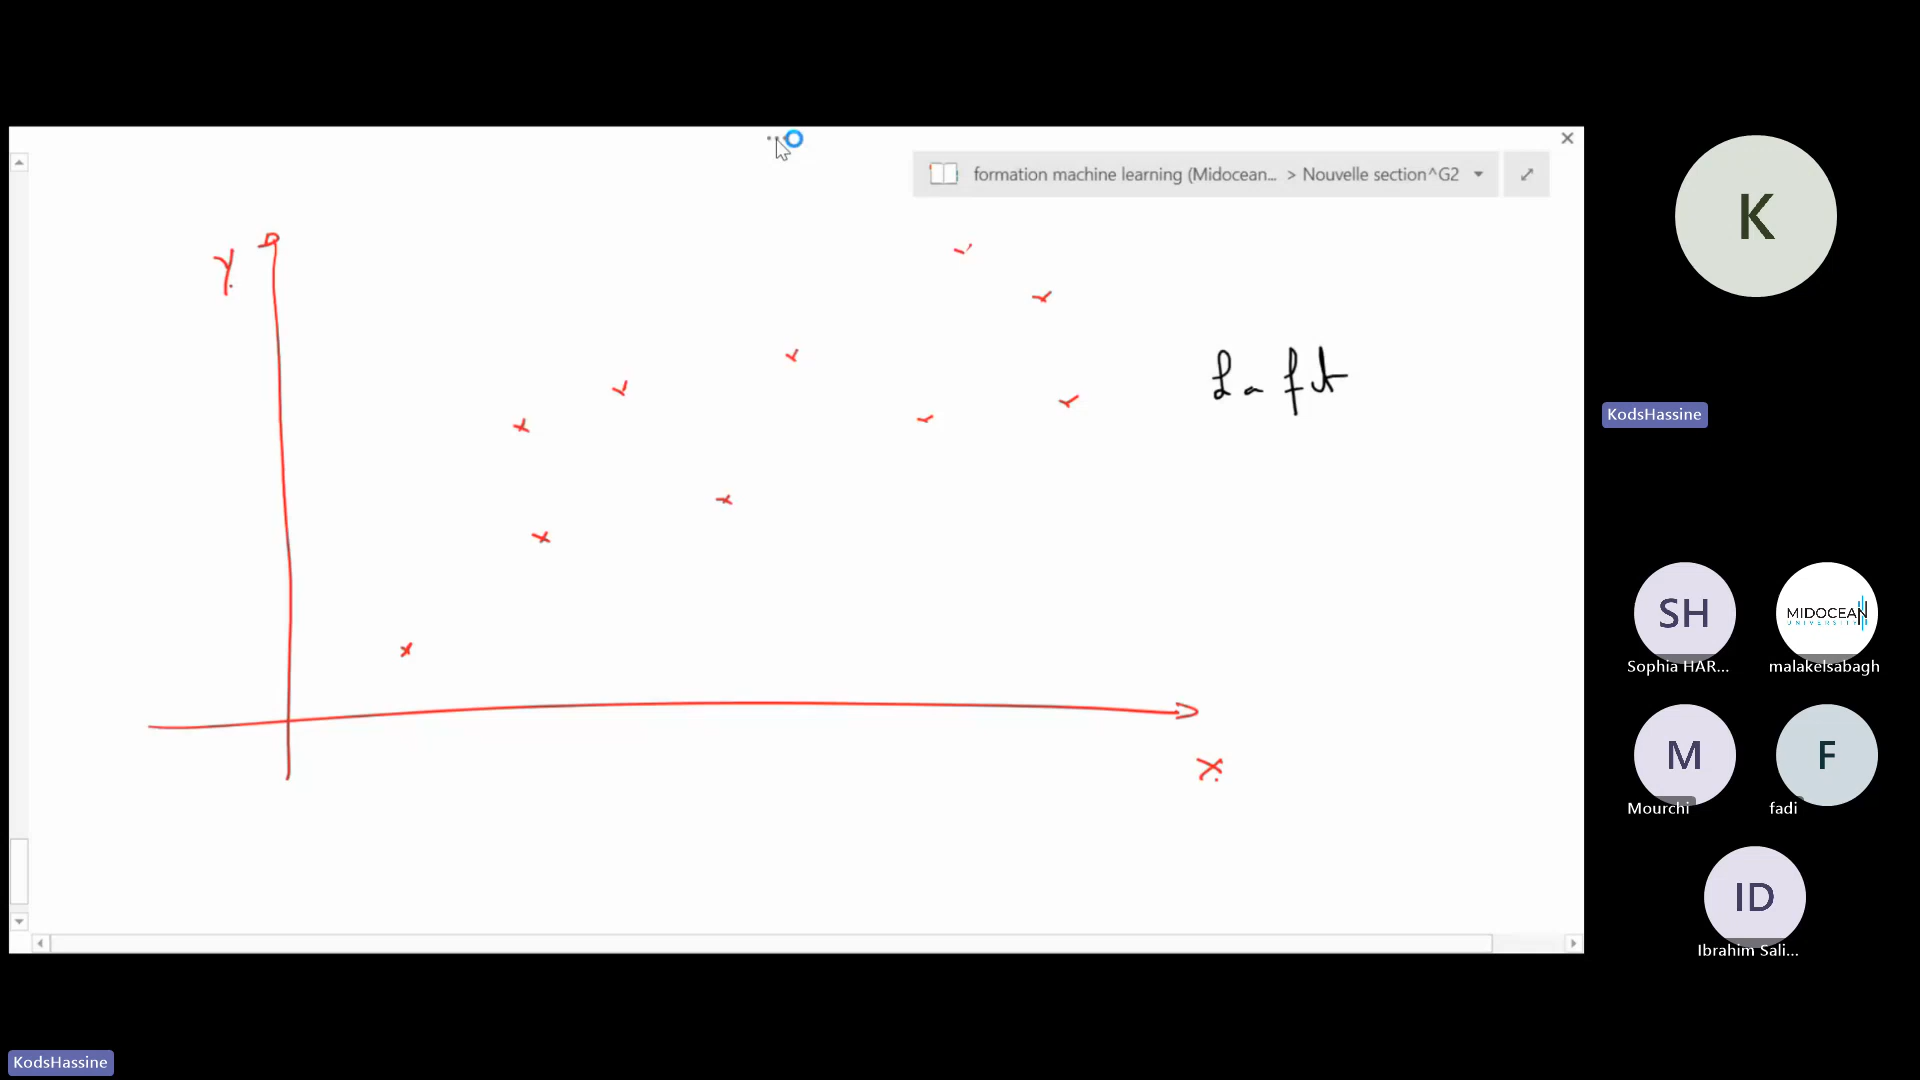 formation machine learning (Midocean... > Nouvelle section^G2
Y
La fct
X
K
KodsHassine
SH
MIDOCEAN
UNIVERSITY
Sophia HAR...
malakelsabagh
M
F
Mourchi
fadi
ID
Ibrahim Sali...
KodsHassine